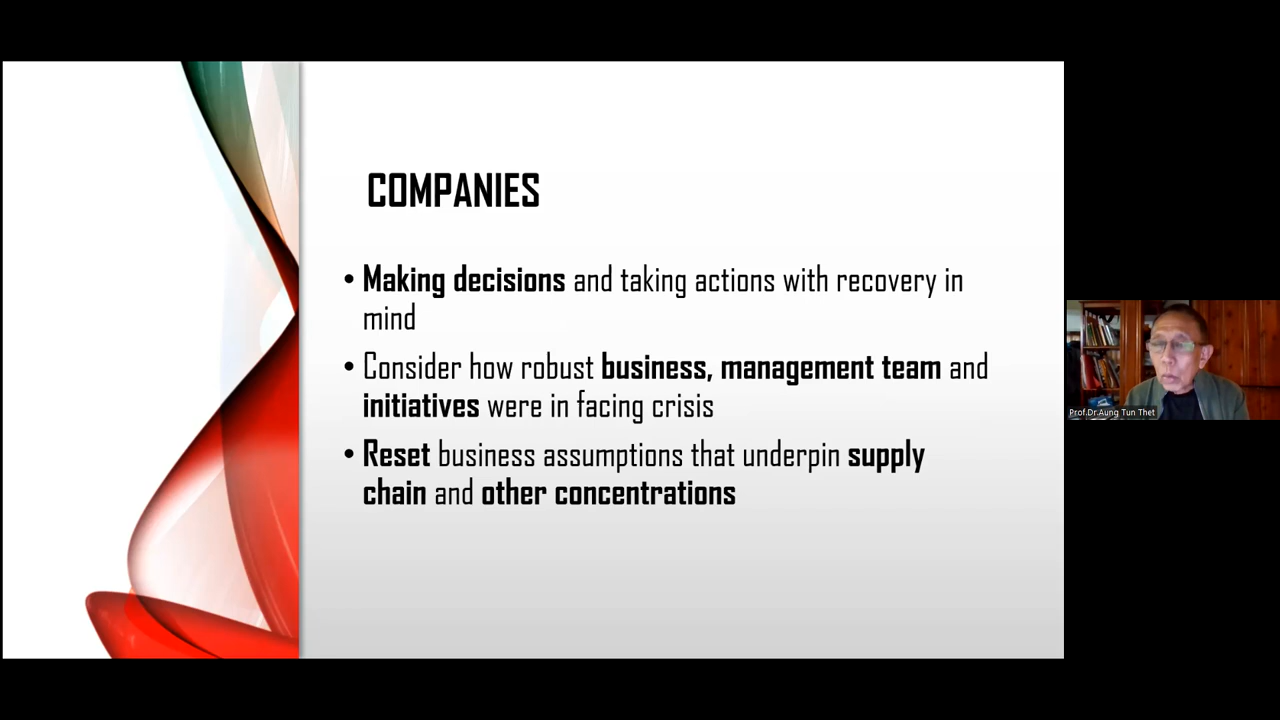 COMPANIES
• Making decisions and taking actions with recovery in
mind
• Consider how robust business, management team and
initiatives were in facing crisis
• Reset business assumptions that underpin supply
chain and other concentrations
Prof.Dr.Aung Tun Thet